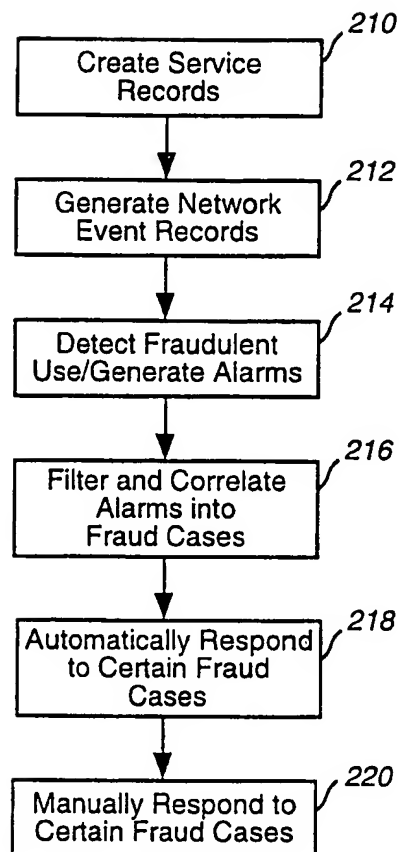 210
Create Service
Records
212
Generate Network
Event Records
214
Detect Fraudulent
Use/Generate Alarms
216
Filter and Correlate
Alarms into
Fraud Cases
218
Automatically Respond
to Certain Fraud
Cases
220
Manually Respond to
Certain Fraud Cases